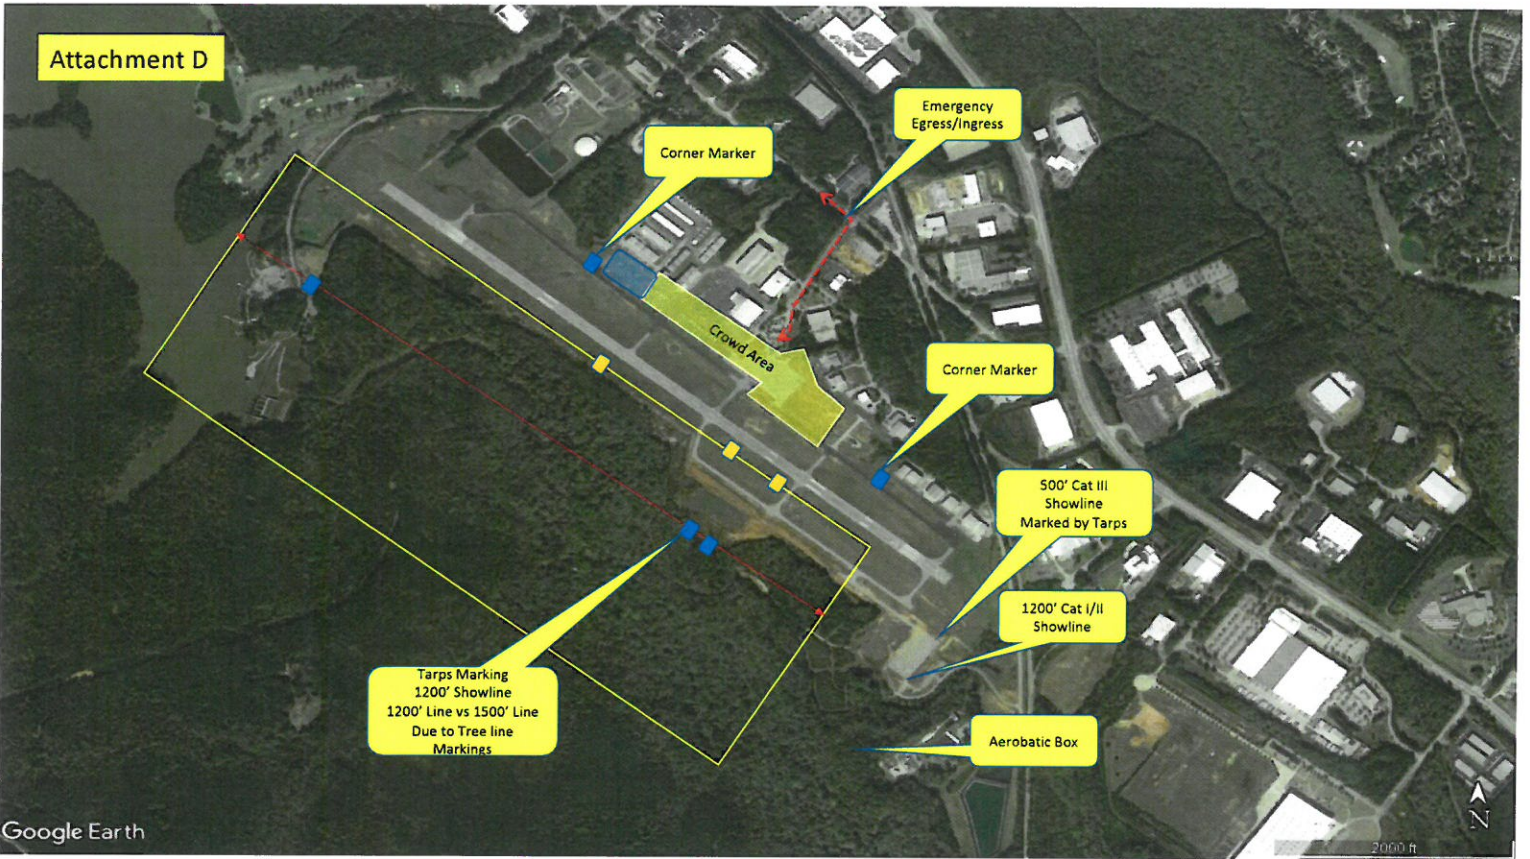 Attachment D
Emergency
Egress/Ingress
Corner Marker
Crowd Area
Corner Marker
500' Cat III
Showline
Marked by Tarps
1200' Cat I/II
Showline
Tarps Marking
1200' Showline
1200' Line vs 1500' Line
Due to Tree line
Markings
Aerobatic Box
Google Earth
N
2000 ft